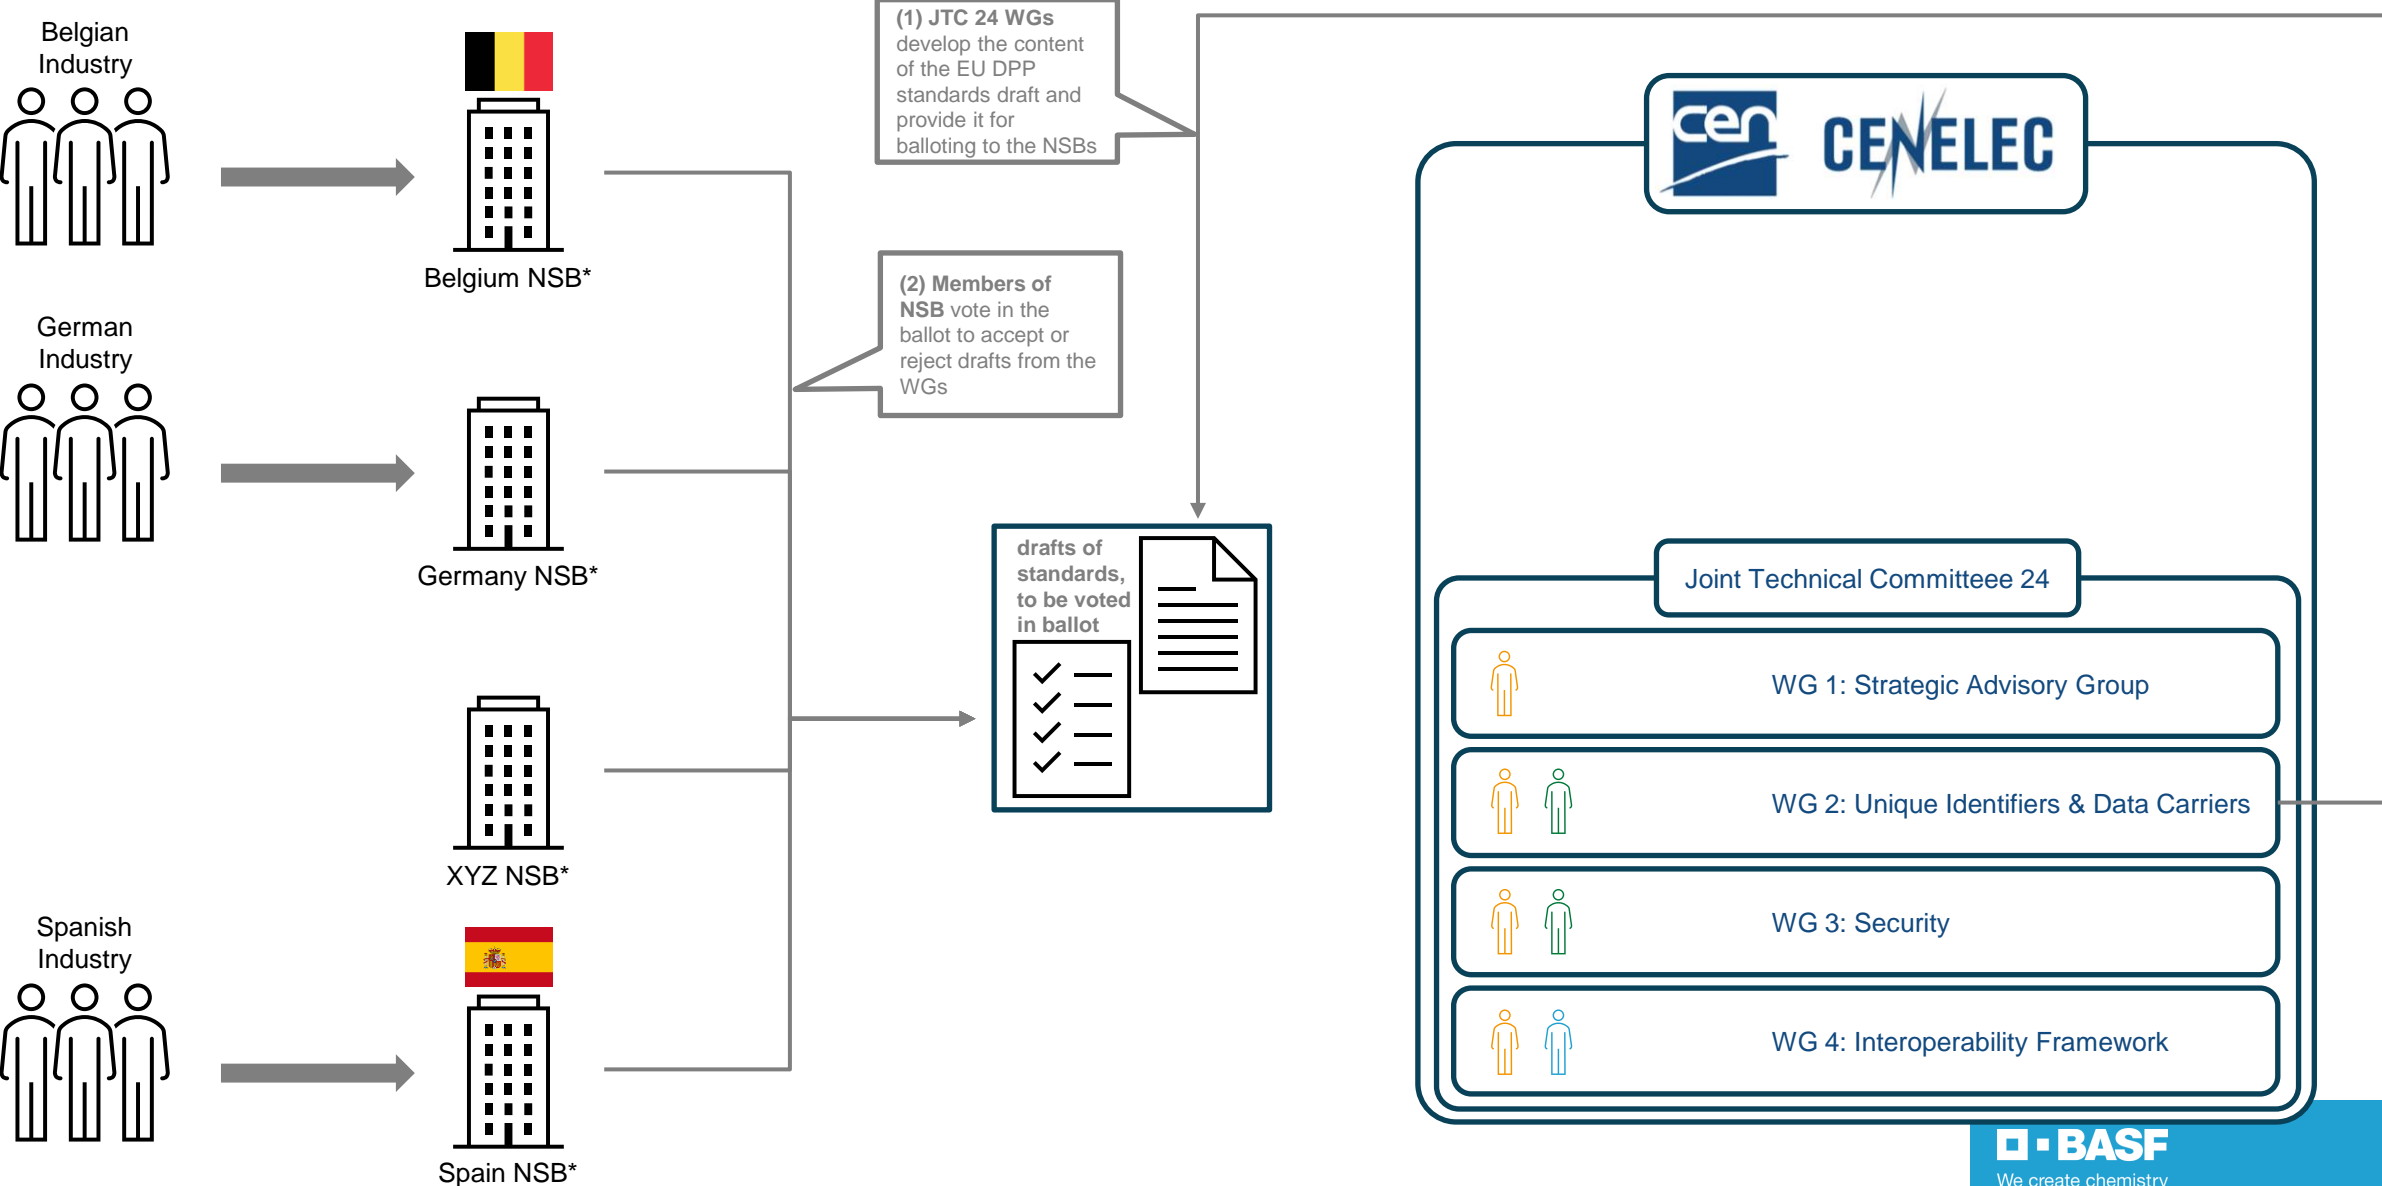 Belgian
Industry
Belgium NSB*
German
Industry
Germany NSB*
XYZ NSB*
Spanish
Industry
Spain NSB*
(1) JTC 24 WGs
develop the content
of the EU DPP
standards draft and
provide it for
balloting to the NSBs
(2) Members of
NSB vote in the
ballot to accept or
reject drafts from the
WGs
drafts of
standards,
to be voted
in ballot
cen
CENELEC
Joint Technical Committeee 24
WG 1: Strategic Advisory Group
WG 2: Unique Identifiers & Data Carriers
WG 3: Security
WG 4: Interoperability Framework
BASF
We create chemistry